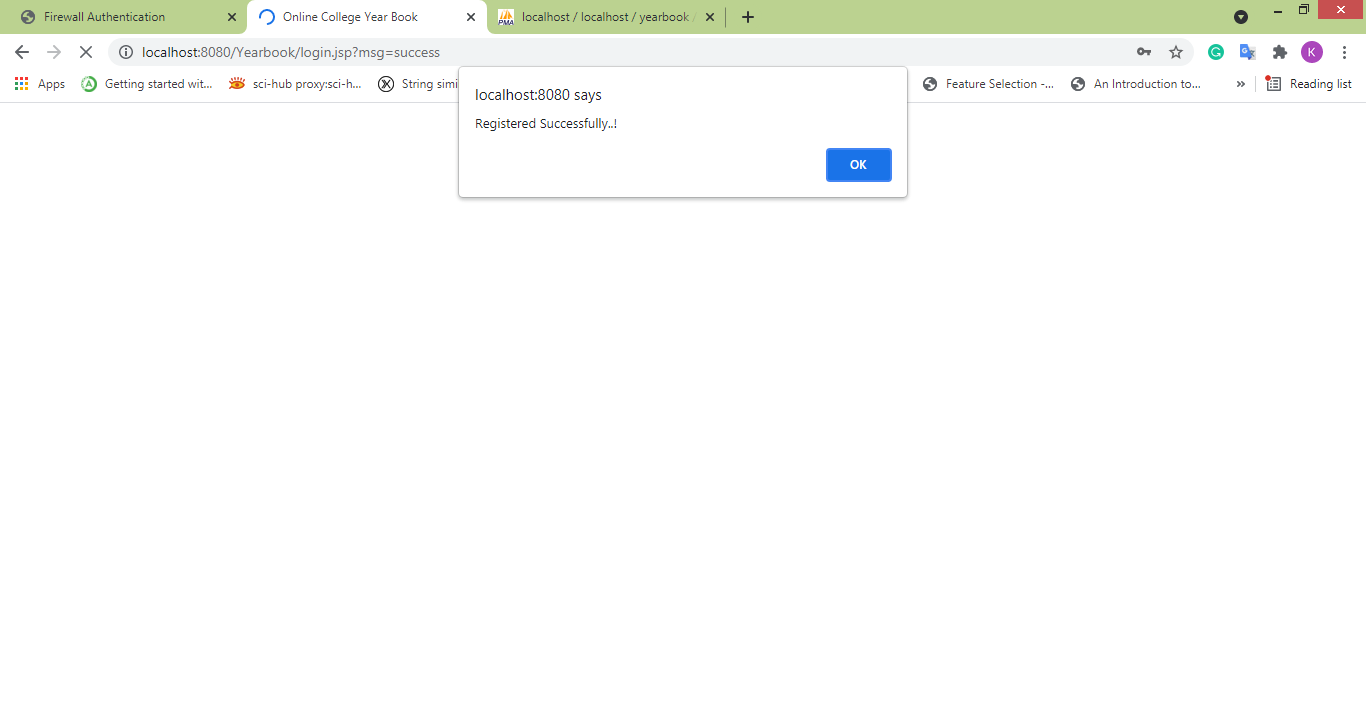 Firewall Authentication
Online College Year Book
PMA
localhost / localhost / yearbook /
localhost:8080/Yearbook/login.jsp?msg=success
K
Apps
A
Getting started wit...
sci-hub proxy:sci-h...
X
String simi
Feature Selection -...
An Introduction to...
»
Reading list
localhost:8080 says
Registered Successfully..!
OK